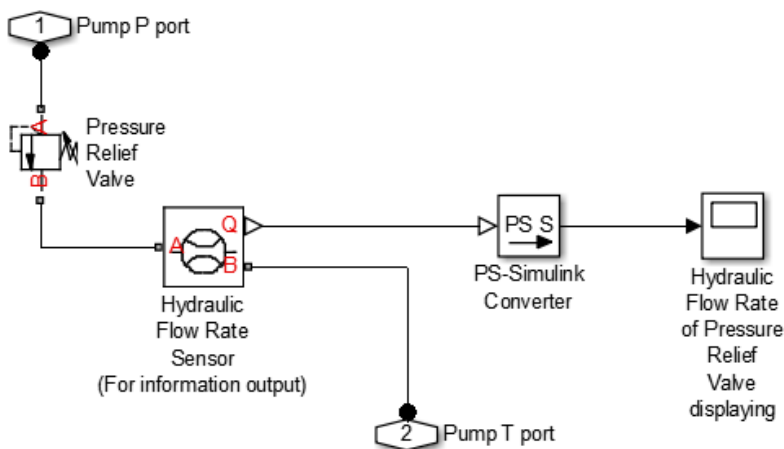 1
Pump P port
A
Pressure
Relief
Valve
B
A
Q
B
PS S
Hydraulic
Flow Rate
Sensor
(For information output)
PS-Simulink
Converter
Hydraulic
Flow Rate
of Pressure
Relief
Valve
displaying
2
Pump T port